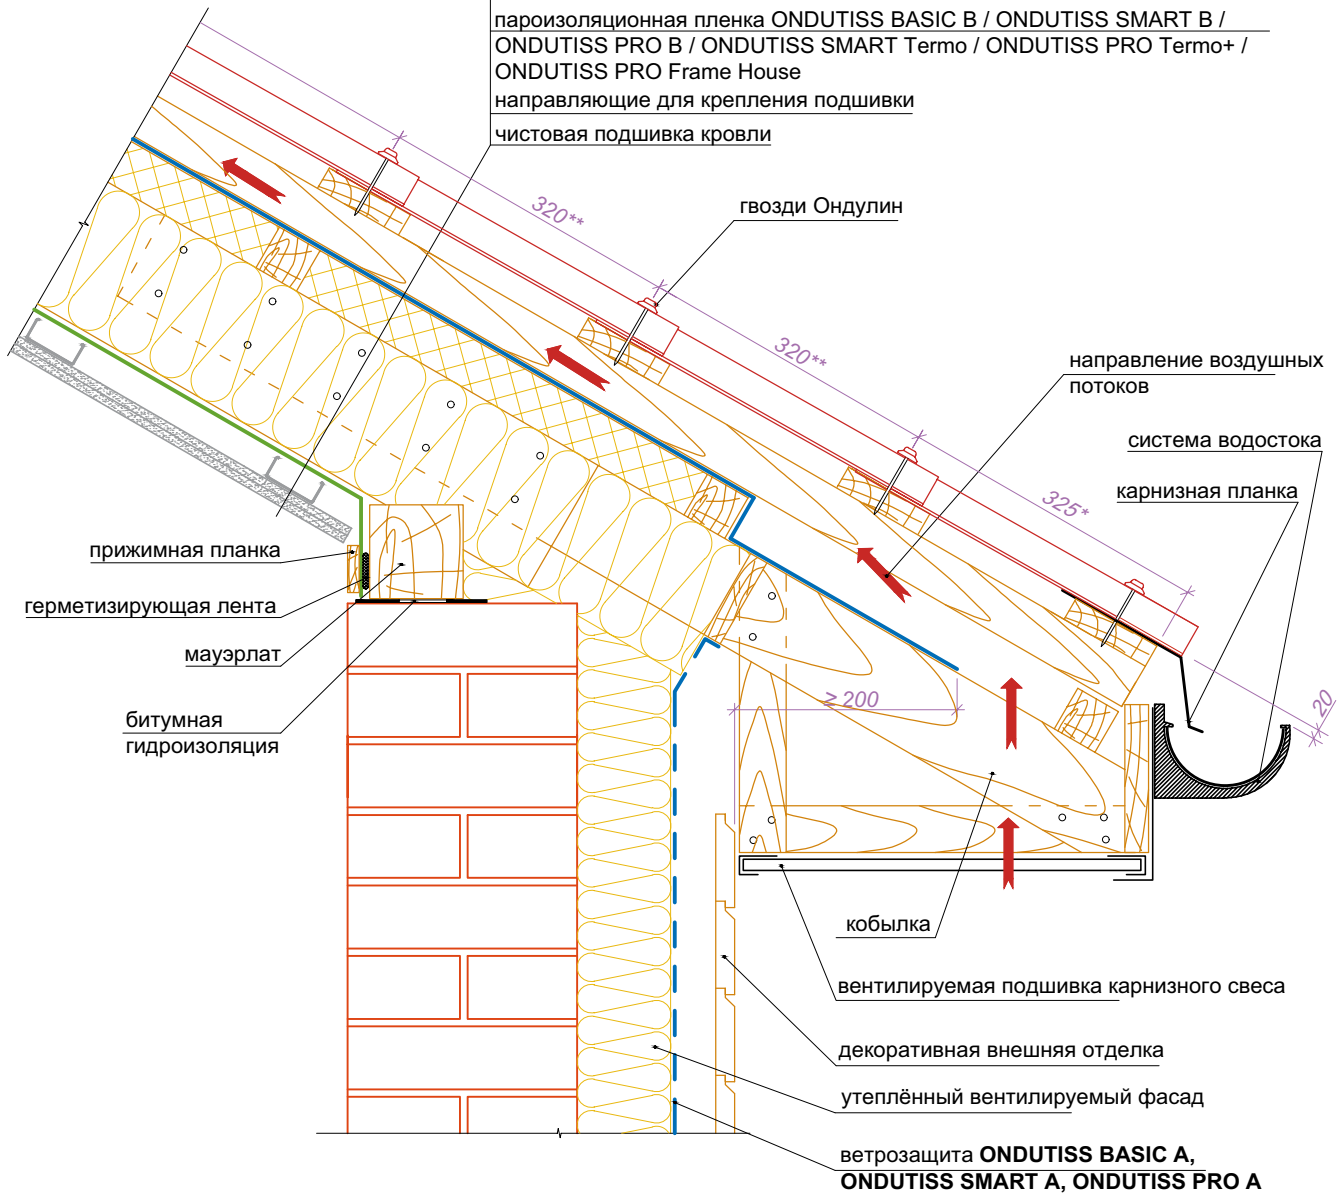 пароизоляционная пленка ONDUTISS BASIC B / ONDUTISS SMART B /
ONDUTISS PRO B / ONDUTISS SMART Termo / ONDUTISS PRO Termo+ /
ONDUTISS PRO Frame House
направляющие для крепления подшивки
чистовая подшивка кровли
320**
гвозди Ондулин
320**
направление воздушных
потоков
система водостока
карнизная планка
325*
прижимная планка
герметизирующая лента
мауэрлат
битумная
гидроизоляция
≥ 200
20
кобылка
вентилируемая подшивка карнизного свеса
декоративная внешняя отделка
утеплённый вентилируемый фасад
ветрозащита ONDUTISS BASIC A,
ONDUTISS SMART A, ONDUTISS PRO A